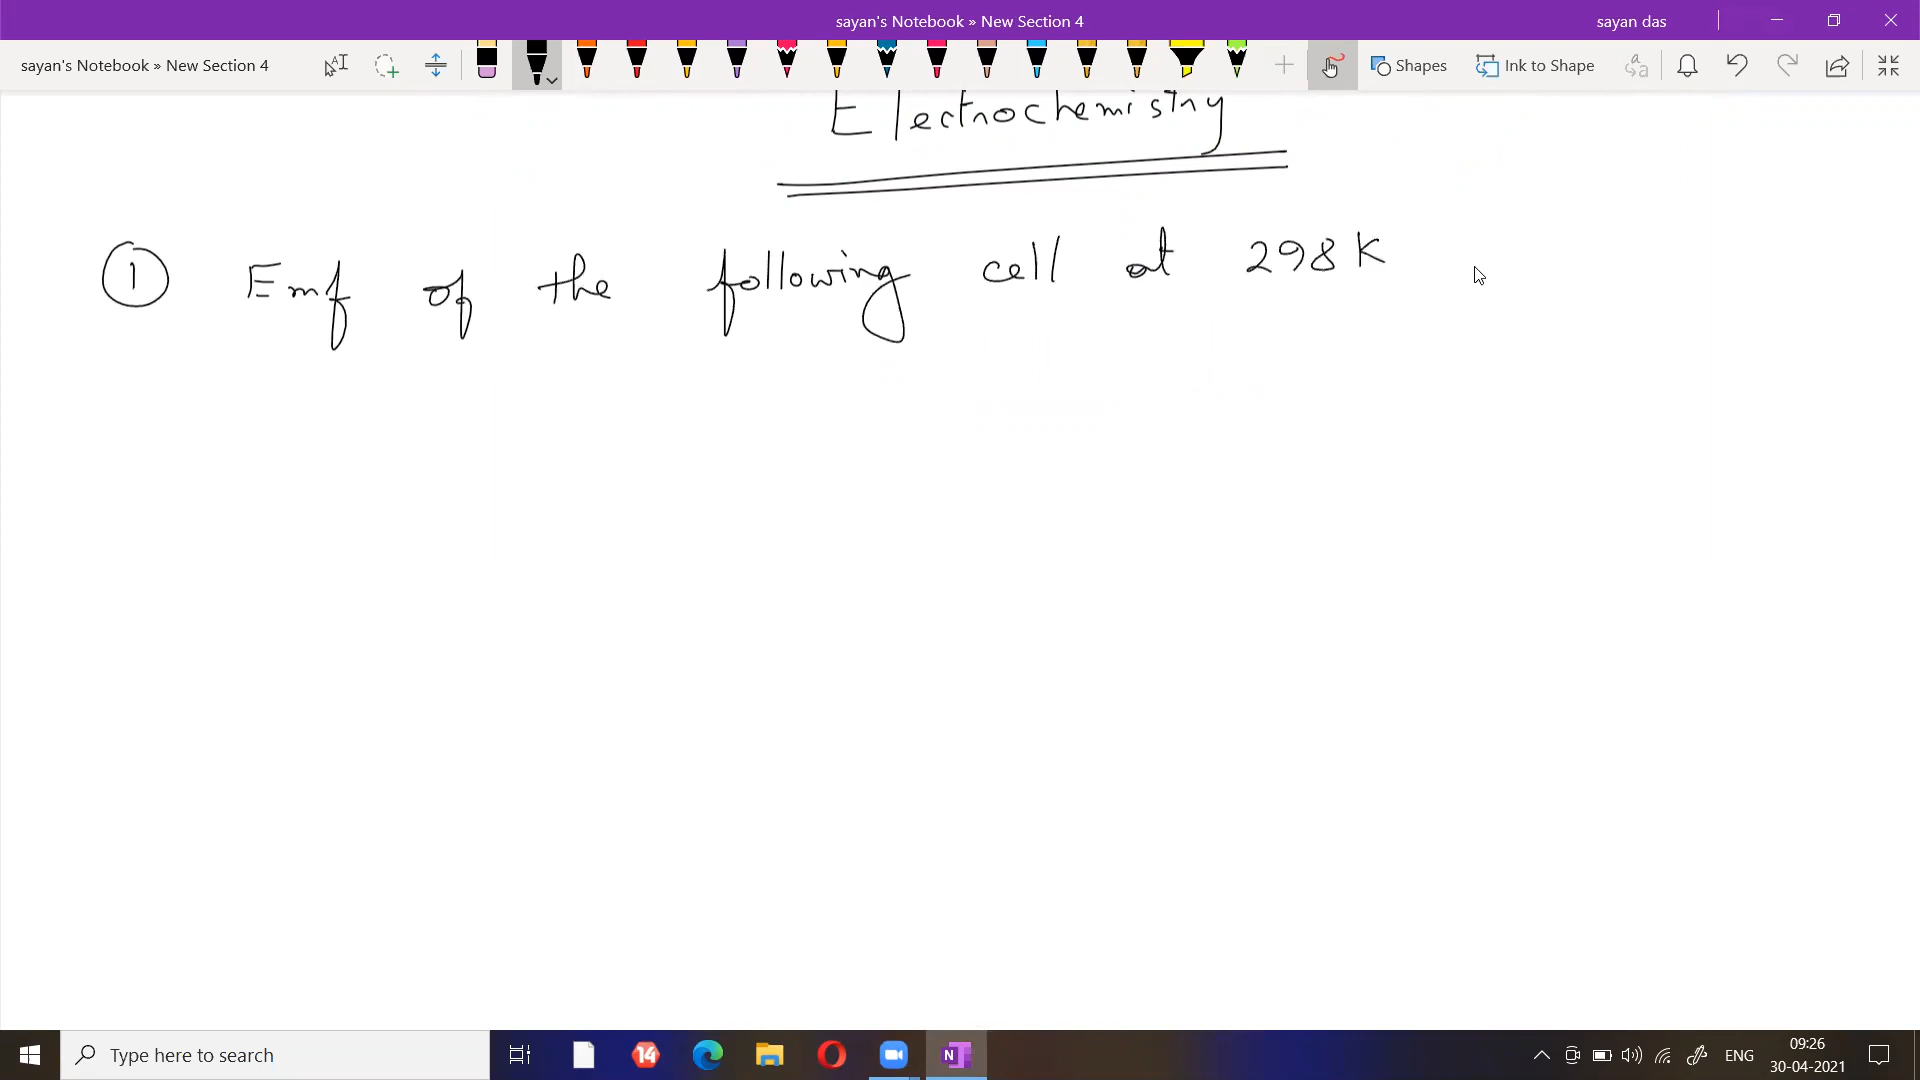 sayan's Notebook » New Section 4
sayan das
sayan's Notebook » New Section 4
Shapes
Ink to Shape
Electrochemistry
1 Emf of the following cell at 298 K
Type here to search
14
N
ENG
09:26
30-04-2021